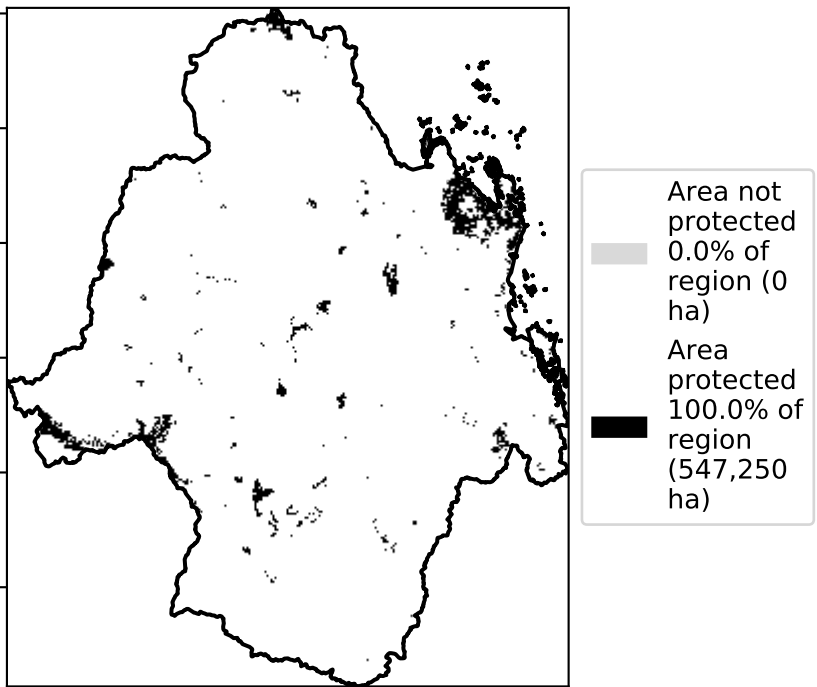 Area not
protected
0.0% of
region (0
ha)
Area
protected
100.0% of
region
(547,250
ha)